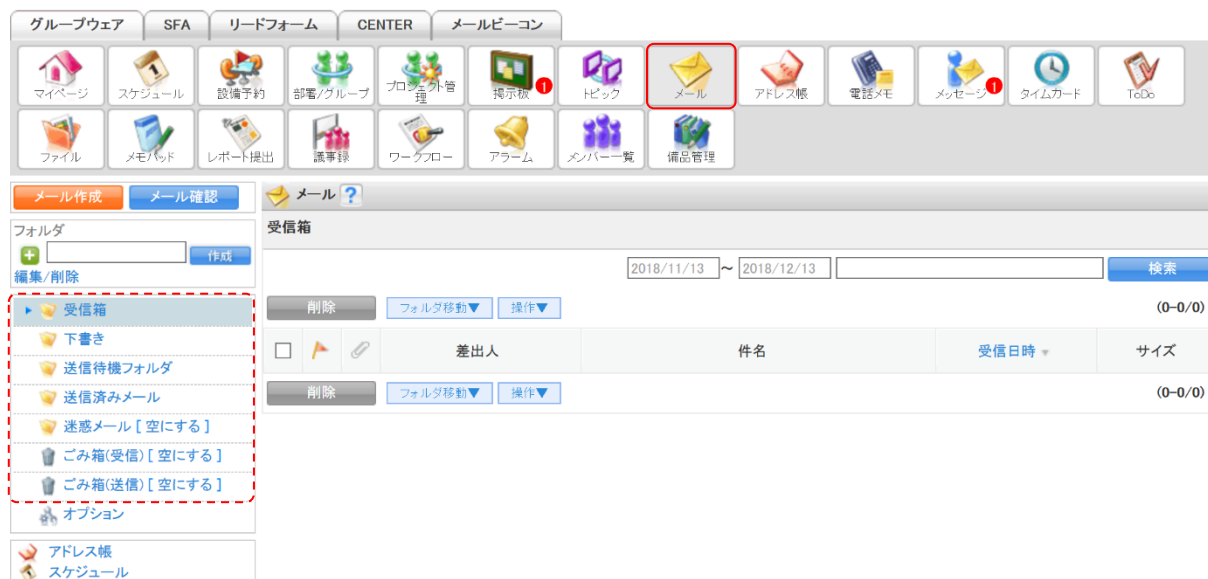 グループウェア SFA リードフォーム CENTER メールビーコン
マイページ スケジュール 設備予約 部署/グループ プロジェクト管理 掲示板 1 トピック メール アドレス帳 電話メモ メッセージ 1 タイムカード ToDo
ファイル メモパッド レポート提出 議事録 ワークフロー アラーム メンバー一覧 備品管理
メール作成 メール確認
メール ?
フォルダ
作成
編集/削除
受信箱
下書き
送信待機フォルダ
送信済みメール
迷惑メール [ 空にする ]
ごみ箱(受信) [ 空にする ]
ごみ箱(送信) [ 空にする ]
オプション
アドレス帳
スケジュール
受信箱
2018/11/13 ~ 2018/12/13 検索
削除 フォルダ移動▼ 操作▼ (0-0/0)
差出人 件名 受信日時 ▼ サイズ
削除 フォルダ移動▼ 操作▼ (0-0/0)